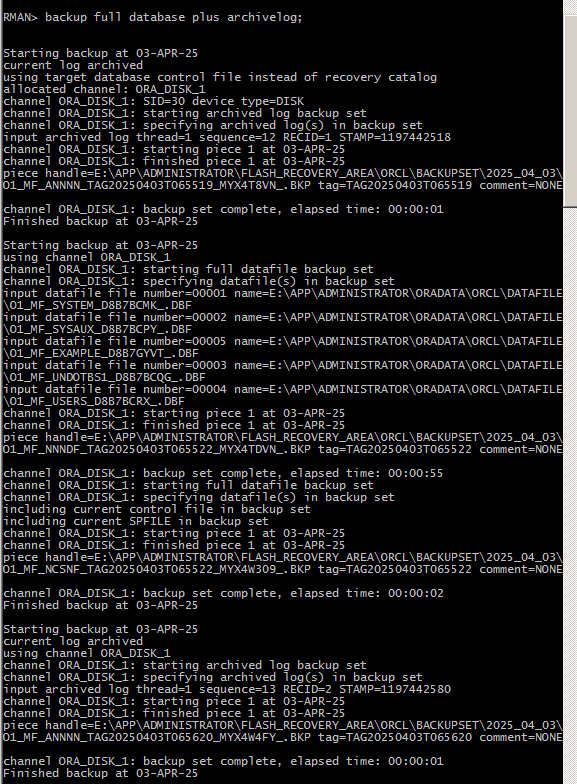 RMAN> backup full database plus archivelog;
Starting backup at 03-APR-25
current log archived
using target database control file instead of recovery catalog
allocated channel: ORA_DISK_1
channel ORA_DISK_1: SID=30 device type=DISK
channel ORA_DISK_1: starting archived log backup set
channel ORA_DISK_1: specifying archived log(s) in backup set
input archived log thread=1 sequence=12 RECID=1 STAMP=1197442518
channel ORA_DISK_1: starting piece 1 at 03-APR-25
channel ORA_DISK_1: finished piece 1 at 03-APR-25
piece handle=E:\APP\ADMINISTRATOR\FLASH_RECOVERY_AREA\ORCL\BACKUPSET\2025_04_03\
O1_MF_ANNNN_TAG20250403T065519_MYX4T8VN_.BKP tag=TAG20250403T065519 comment=NONE
channel ORA_DISK_1: backup set complete, elapsed time: 00:00:01
Finished backup at 03-APR-25
Starting backup at 03-APR-25
using channel ORA_DISK_1
channel ORA_DISK_1: starting full datafile backup set
channel ORA_DISK_1: specifying datafile(s) in backup set
input datafile file number=00001 name=E:\APP\ADMINISTRATOR\ORADATA\ORCL\DATAFILE
\O1_MF_SYSTEM_D8B7BCMK_.DBF
input datafile file number=00002 name=E:\APP\ADMINISTRATOR\ORADATA\ORCL\DATAFILE
\O1_MF_SYSAUX_D8B7BCPY_.DBF
input datafile file number=00005 name=E:\APP\ADMINISTRATOR\ORADATA\ORCL\DATAFILE
\O1_MF_EXAMPLE_D8B7GYVT_.DBF
input datafile file number=00003 name=E:\APP\ADMINISTRATOR\ORADATA\ORCL\DATAFILE
\O1_MF_UNDOTBS1_D8B7BCQG_.DBF
input datafile file number=00004 name=E:\APP\ADMINISTRATOR\ORADATA\ORCL\DATAFILE
\O1_MF_USERS_D8B7BCRX_.DBF
channel ORA_DISK_1: starting piece 1 at 03-APR-25
channel ORA_DISK_1: finished piece 1 at 03-APR-25
piece handle=E:\APP\ADMINISTRATOR\FLASH_RECOVERY_AREA\ORCL\BACKUPSET\2025_04_03\
O1_MF_NNNDF_TAG20250403T065522_MYX4TDVN_.BKP tag=TAG20250403T065522 comment=NONE
channel ORA_DISK_1: backup set complete, elapsed time: 00:00:55
channel ORA_DISK_1: starting full datafile backup set
channel ORA_DISK_1: specifying datafile(s) in backup set
including current control file in backup set
including current SPFILE in backup set
channel ORA_DISK_1: starting piece 1 at 03-APR-25
channel ORA_DISK_1: finished piece 1 at 03-APR-25
piece handle=E:\APP\ADMINISTRATOR\FLASH_RECOVERY_AREA\ORCL\BACKUPSET\2025_04_03\
O1_MF_NCSNF_TAG20250403T065522_MYX4W3O9_.BKP tag=TAG20250403T065522 comment=NONE
channel ORA_DISK_1: backup set complete, elapsed time: 00:00:02
Finished backup at 03-APR-25
Starting backup at 03-APR-25
current log archived
using channel ORA_DISK_1
channel ORA_DISK_1: starting archived log backup set
channel ORA_DISK_1: specifying archived log(s) in backup set
input archived log thread=1 sequence=13 RECID=2 STAMP=1197442580
channel ORA_DISK_1: starting piece 1 at 03-APR-25
channel ORA_DISK_1: finished piece 1 at 03-APR-25
piece handle=E:\APP\ADMINISTRATOR\FLASH_RECOVERY_AREA\ORCL\BACKUPSET\2025_04_03\
O1_MF_ANNNN_TAG20250403T065620_MYX4W4FY_.BKP tag=TAG20250403T065620 comment=NONE
channel ORA_DISK_1: backup set complete, elapsed time: 00:00:01
Finished backup at 03-APR-25